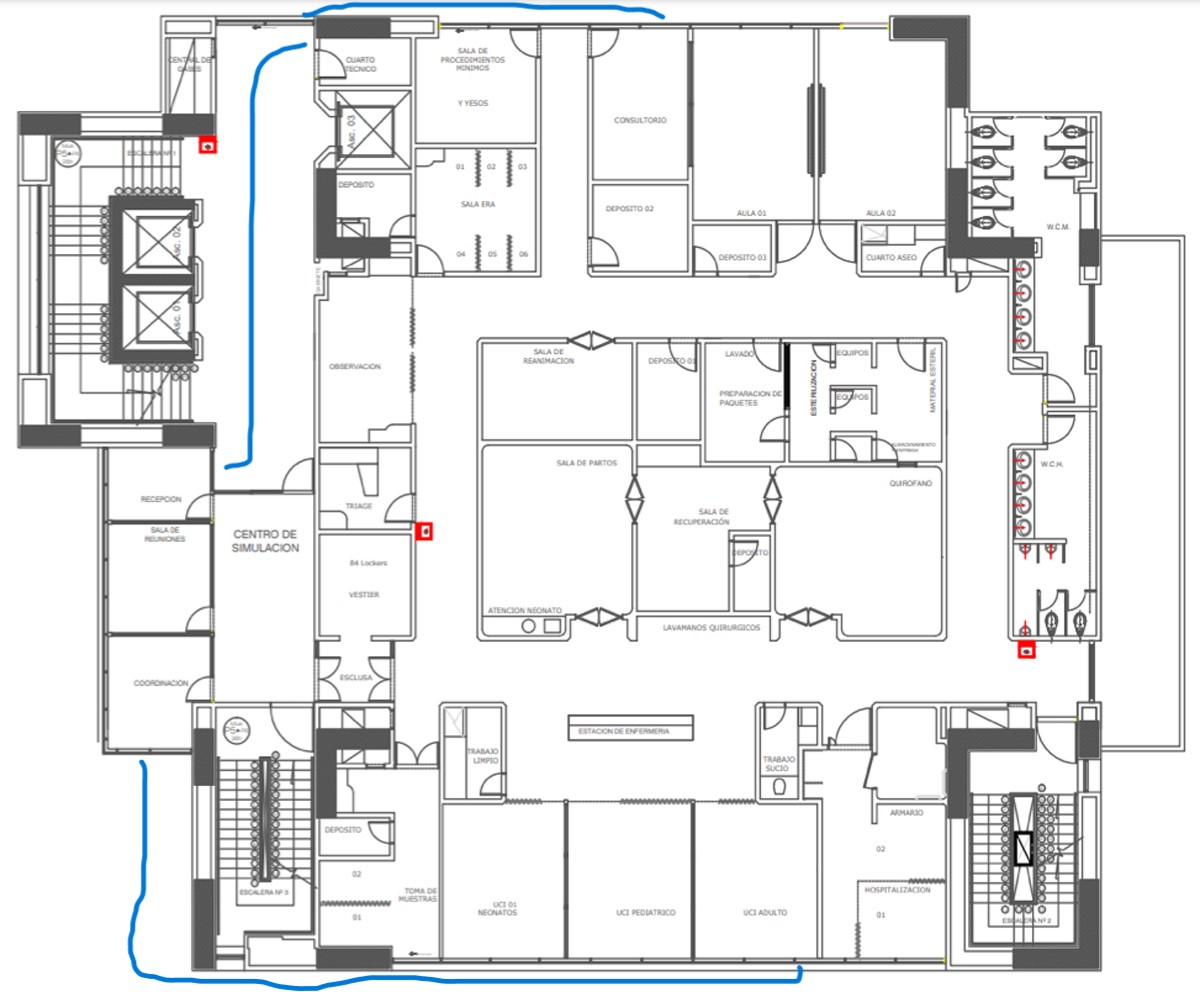 CENTRAL DE
GASES
CUARTO
TECNICO
SALA DE
PROCEDIMIENTOS
MINIMOS
Y YESOS
CONSULTORIO
Asc. 03
ESCALERA Nº 1
01
02
03
DEPOSITO
SALA ERA
DEPOSITO 02
AULA 01
AULA 02
W.C.M.
Asc. 02
04
05
06
DEPOSITO 03
CUARTO ASEO
Asc. 01
OBSERVACION
SALA DE
REANIMACION
DEPOSITO 01
LAVADO
PREPARACION DE
PAQUETES
ESTERILIZACION
EQUIPOS
EQUIPOS
MATERIAL ESTERIL
SALA DE PARTOS
QUIROFANO
W.C.H.
RECEPCION
TRIAGE
SALA DE
RECUPERACIÓN
SALA DE
REUNIONES
CENTRO DE
SIMULACION
DEPOSITO
84 Lockers
VESTIER
ATENCION NEONATO
LAVAMANOS QUIRURGICOS
COORDINACION
ESCLUSA
ESTACION DE ENFERMERIA
TRABAJO
LIMPIO
TRABAJO
SUCIO
ARMARIO
DEPOSITO
02
02
ESCALERA Nº 3
TOMA DE
MUESTRAS
HOSPITALIZACION
01
UCI 01
NEONATOS
UCI PEDIATRICO
UCI ADULTO
01
ESCALERA Nº 2